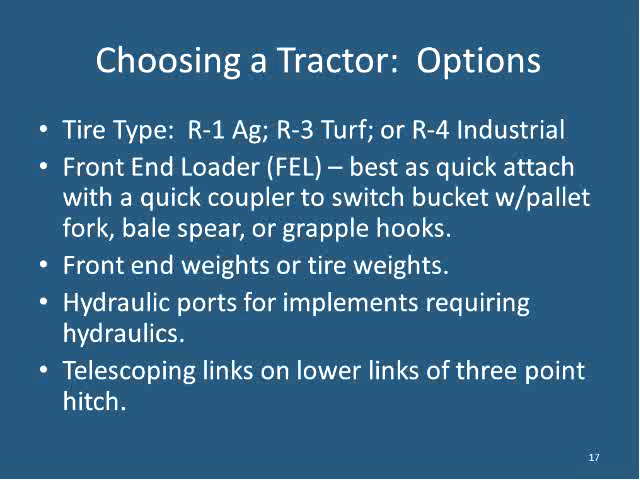 Choosing a Tractor:  Options
• Tire Type:  R-1 Ag; R-3 Turf; or R-4 Industrial
• Front End Loader (FEL) – best as quick attach
with a quick coupler to switch bucket w/pallet
fork, bale spear, or grapple hooks.
• Front end weights or tire weights.
• Hydraulic ports for implements requiring
hydraulics.
• Telescoping links on lower links of three point
hitch.
17